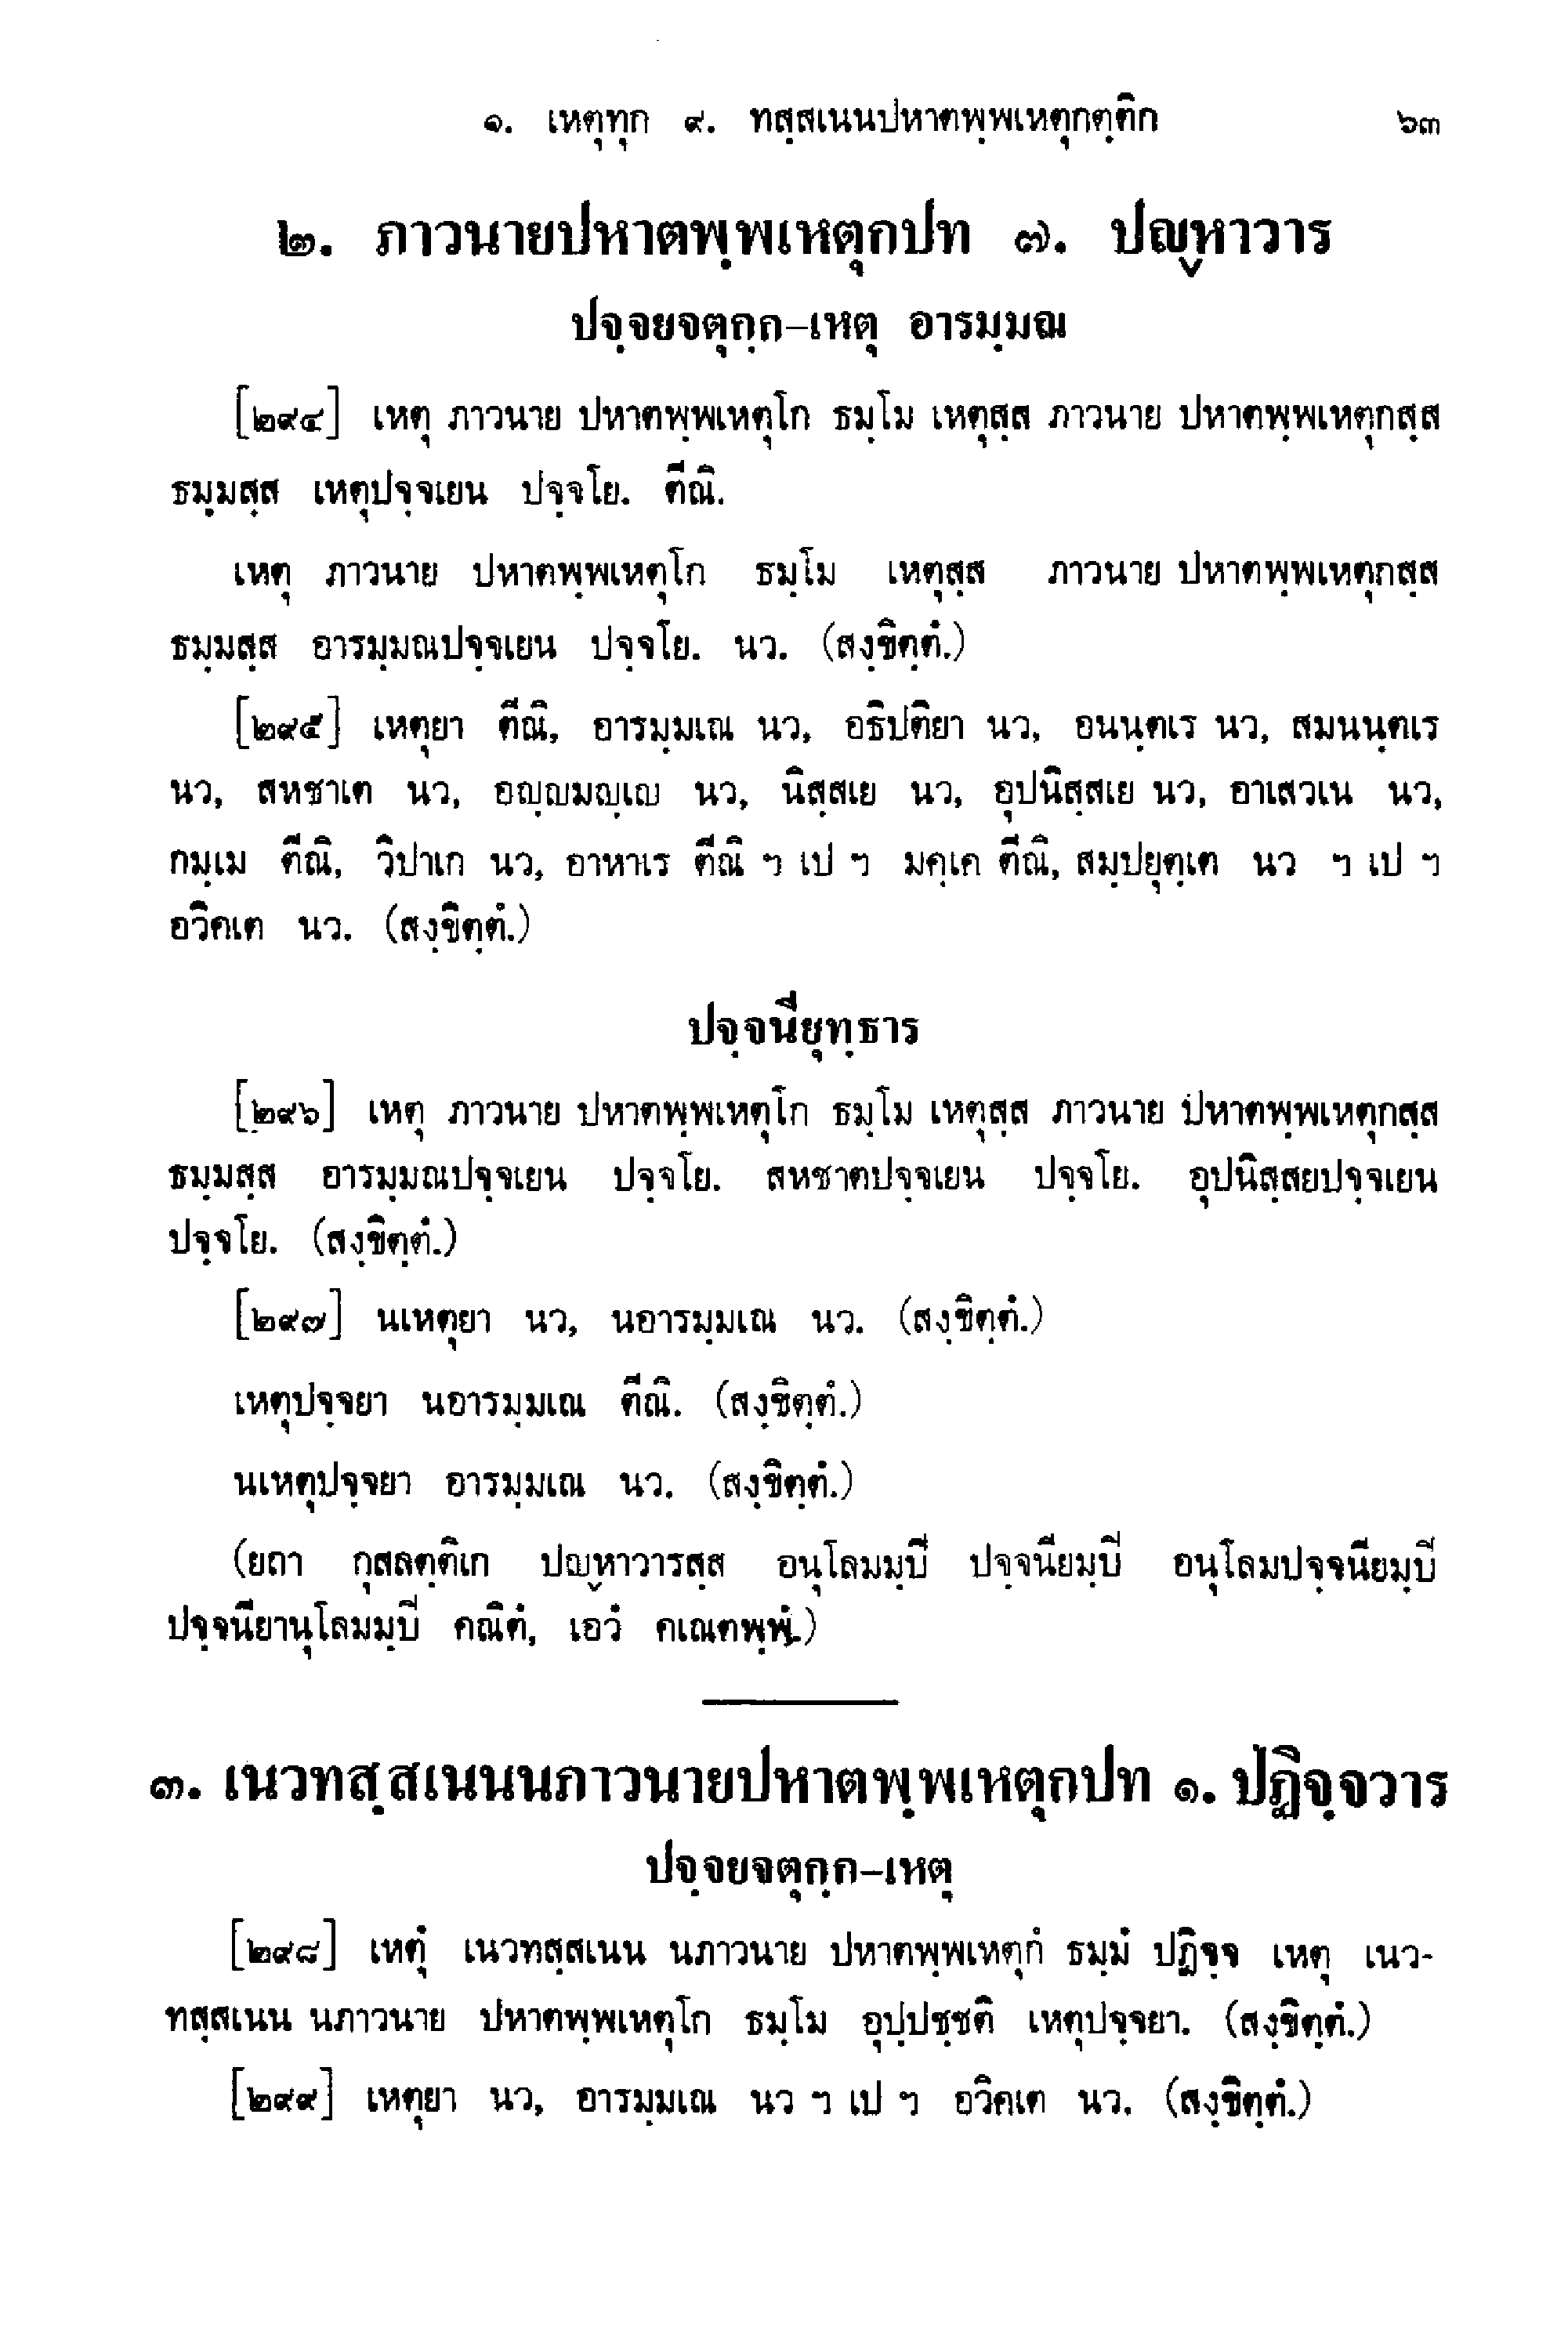 ๑. เหตุทุก ๙. ทสฺสเนนปหาตพฺพเหตุกตฺติก ๖๓
๒. ภาวนายปหาตพฺพเหตุกปท ๗. ปญฺหาวาร
ปจฺจยจตุกฺก-เหตุ อารมฺมณ
[๒๙๔] เหตุ ภาวนาย ปหาตพฺพเหตุโก ธมฺโม เหตุสฺส ภาวนาย ปหาตพฺพเหตุกสฺส
ธมฺมสฺส เหตุปจฺจเยน ปจฺจโย. ตีณิ.
เหตุ ภาวนาย ปหาตพฺพเหตุโก ธมฺโม เหตุสฺส ภาวนาย ปหาตพฺพเหตุกสฺส
ธมฺมสฺส อารมฺมณปจฺจเยน ปจฺจโย. นว. (สงฺขิตฺตํ.)
[๒๙๕] เหตุยา ตีณิ, อารมฺมเณ นว, อธิปติยา นว, อนนฺตเร นว, สมนนฺตเร
นว, สหชาเต นว, อญฺญมญฺเญ นว, นิสฺสเย นว, อุปนิสฺสเย นว, อาเสวเน นว,
กมฺเม ตีณิ, วิปาเก นว, อาหาเร ตีณิ ฯ เป ฯ มคฺเค ตีณิ, สมฺปยุตฺเต นว ฯ เป ฯ
อวิคเต นว. (สงฺขิตฺตํ.)
ปจฺจนียุทฺธาร
[๒๙๖] เหตุ ภาวนาย ปหาตพฺพเหตุโก ธมฺโม เหตุสฺส ภาวนาย ปหาตพฺพเหตุกสฺส
ธมฺมสฺส อารมฺมณปจฺจเยน ปจฺจโย. สหชาตปจฺจเยน ปจฺจโย. อุปนิสฺสยปจฺจเยน
ปจฺจโย. (สงฺขิตฺตํ.)
[๒๙๗] นเหตุยา นว, นอารมฺมเณ นว. (สงฺขิตฺตํ.)
เหตุปจฺจยา นอารมฺมเณ ตีณิ. (สงฺขิตฺตํ.)
นเหตุปจฺจยา อารมฺมเณ นว. (สงฺขิตฺตํ.)
(ยถา กุสลตฺติเก ปญฺหาวารสฺส อนุโลมมฺปิ ปจฺจนียมฺปิ อนุโลมปจฺจนียมฺปิ
ปจฺจนียานุโลมมฺปิ คณิตํ, เอวํ คเณตพฺพํ.)
๓. เนวทสฺสเนนนภาวนายปหาตพฺพเหตุกปท ๑. ปฏิจฺจวาร
ปจฺจยจตุกฺก-เหตุ
[๒๙๘] เหตุํ เนวทสฺสเนน นภาวนาย ปหาตพฺพเหตุกํ ธมฺมํ ปฏิจฺจ เหตุ เนว-
ทสฺสเนน นภาวนาย ปหาตพฺพเหตุโก ธมฺโม อุปฺปชฺชติ เหตุปจฺจยา. (สงฺขิตฺตํ.)
[๒๙๙] เหตุยา นว, อารมฺมเณ นว ฯ เป ฯ อวิคเต นว. (สงฺขิตฺตํ.)